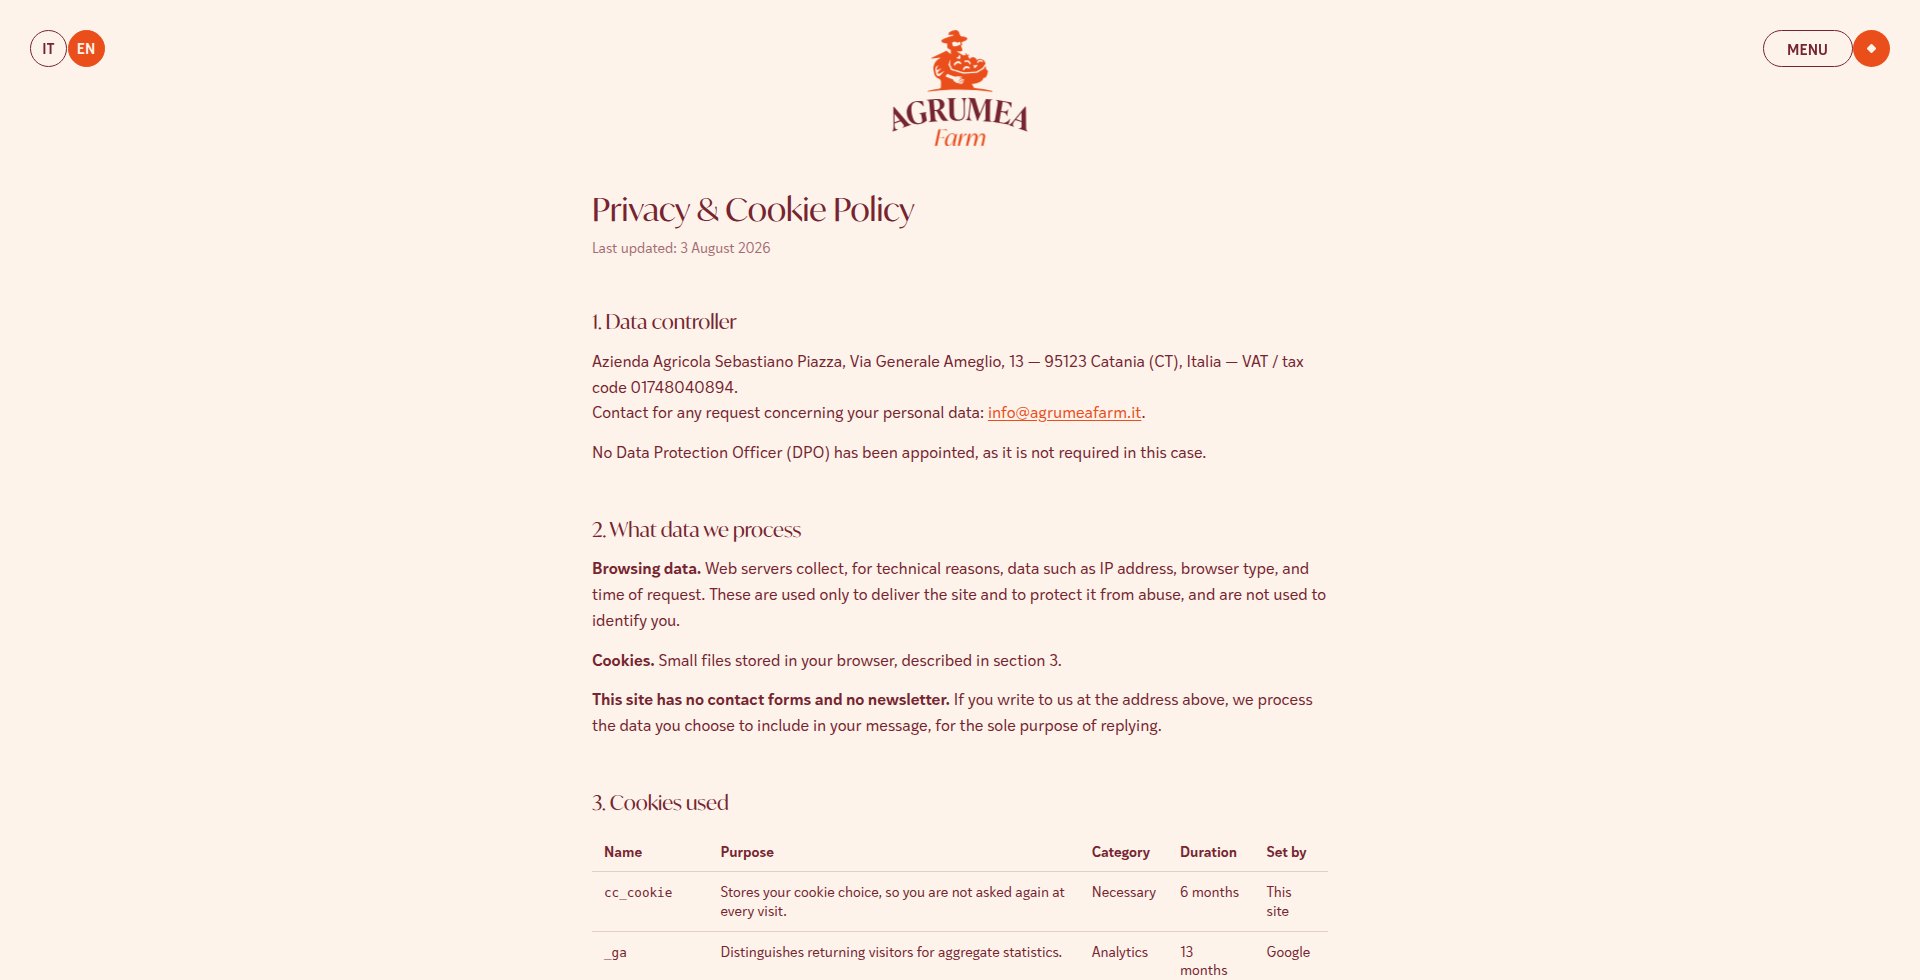 IT EN
MENU
AGRUMEA
Farm
Privacy & Cookie Policy
Last updated: 3 August 2026
1. Data controller
Azienda Agricola Sebastiano Piazza, Via Generale Ameglio, 13 — 95123 Catania (CT), Italia — VAT / tax
code 01748040894.
Contact for any request concerning your personal data: info@agrumeafarm.it.
No Data Protection Officer (DPO) has been appointed, as it is not required in this case.
2. What data we process
Browsing data. Web servers collect, for technical reasons, data such as IP address, browser type, and
time of request. These are used only to deliver the site and to protect it from abuse, and are not used to
identify you.
Cookies. Small files stored in your browser, described in section 3.
This site has no contact forms and no newsletter. If you write to us at the address above, we process
the data you choose to include in your message, for the sole purpose of replying.
3. Cookies used
Name Purpose Category Duration Set by
cc_cookie Stores your cookie choice, so you are not asked again at Necessary 6 months This
every visit. site
_ga Distinguishes returning visitors for aggregate statistics. Analytics 13 Google
months